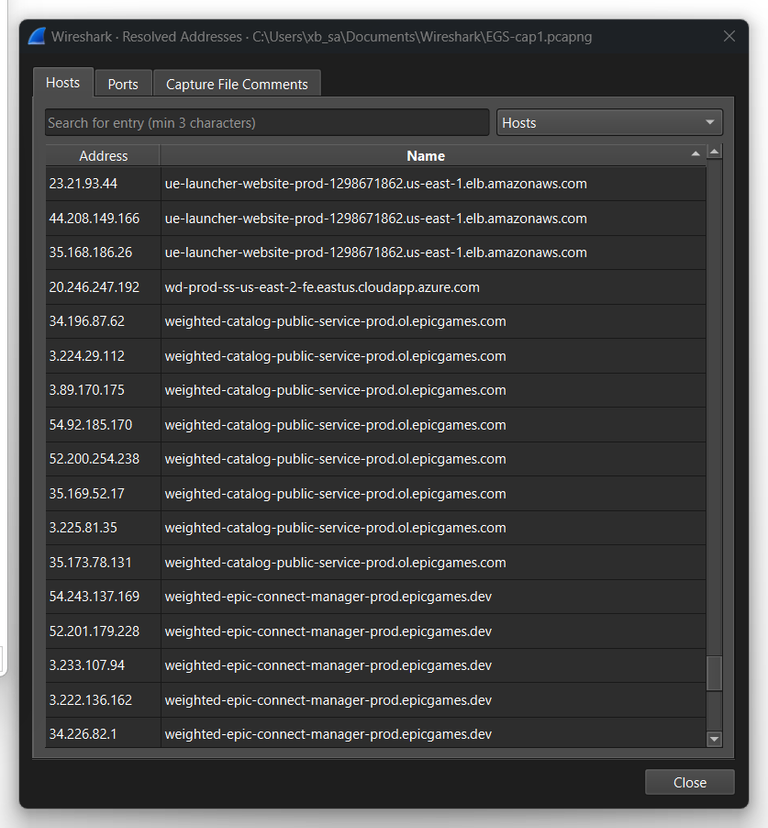 Wireshark · Resolved Addresses · C:\Users\xb_sa\Documents\Wireshark\EGS-cap1.pcapng
Hosts Ports Capture File Comments
Search for entry (min 3 characters) Hosts
Address Name
23.21.93.44 ue-launcher-website-prod-1298671862.us-east-1.elb.amazonaws.com
44.208.149.166 ue-launcher-website-prod-1298671862.us-east-1.elb.amazonaws.com
35.168.186.26 ue-launcher-website-prod-1298671862.us-east-1.elb.amazonaws.com
20.246.247.192 wd-prod-ss-us-east-2-fe.eastus.cloudapp.azure.com
34.196.87.62 weighted-catalog-public-service-prod.ol.epicgames.com
3.224.29.112 weighted-catalog-public-service-prod.ol.epicgames.com
3.89.170.175 weighted-catalog-public-service-prod.ol.epicgames.com
54.92.185.170 weighted-catalog-public-service-prod.ol.epicgames.com
52.200.254.238 weighted-catalog-public-service-prod.ol.epicgames.com
35.169.52.17 weighted-catalog-public-service-prod.ol.epicgames.com
3.225.81.35 weighted-catalog-public-service-prod.ol.epicgames.com
35.173.78.131 weighted-catalog-public-service-prod.ol.epicgames.com
54.243.137.169 weighted-epic-connect-manager-prod.epicgames.dev
52.201.179.228 weighted-epic-connect-manager-prod.epicgames.dev
3.233.107.94 weighted-epic-connect-manager-prod.epicgames.dev
3.222.136.162 weighted-epic-connect-manager-prod.epicgames.dev
34.226.82.1 weighted-epic-connect-manager-prod.epicgames.dev
Close